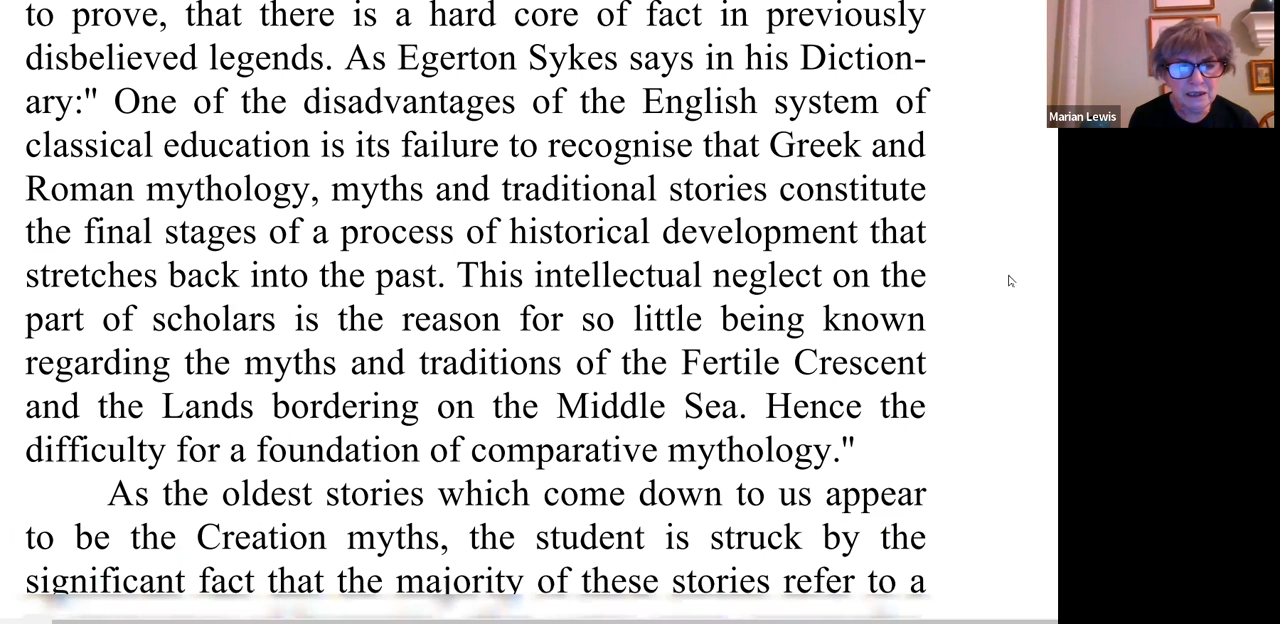 to prove, that there is a hard core of fact in previously
disbelieved legends. As Egerton Sykes says in his Diction-
ary:" One of the disadvantages of the English system of
classical education is its failure to recognise that Greek and
Roman mythology, myths and traditional stories constitute
the final stages of a process of historical development that
stretches back into the past. This intellectual neglect on the
part of scholars is the reason for so little being known
regarding the myths and traditions of the Fertile Crescent
and the Lands bordering on the Middle Sea. Hence the
difficulty for a foundation of comparative mythology."
As the oldest stories which come down to us appear
to be the Creation myths, the student is struck by the
significant fact that the majority of these stories refer to a
Marian Lewis